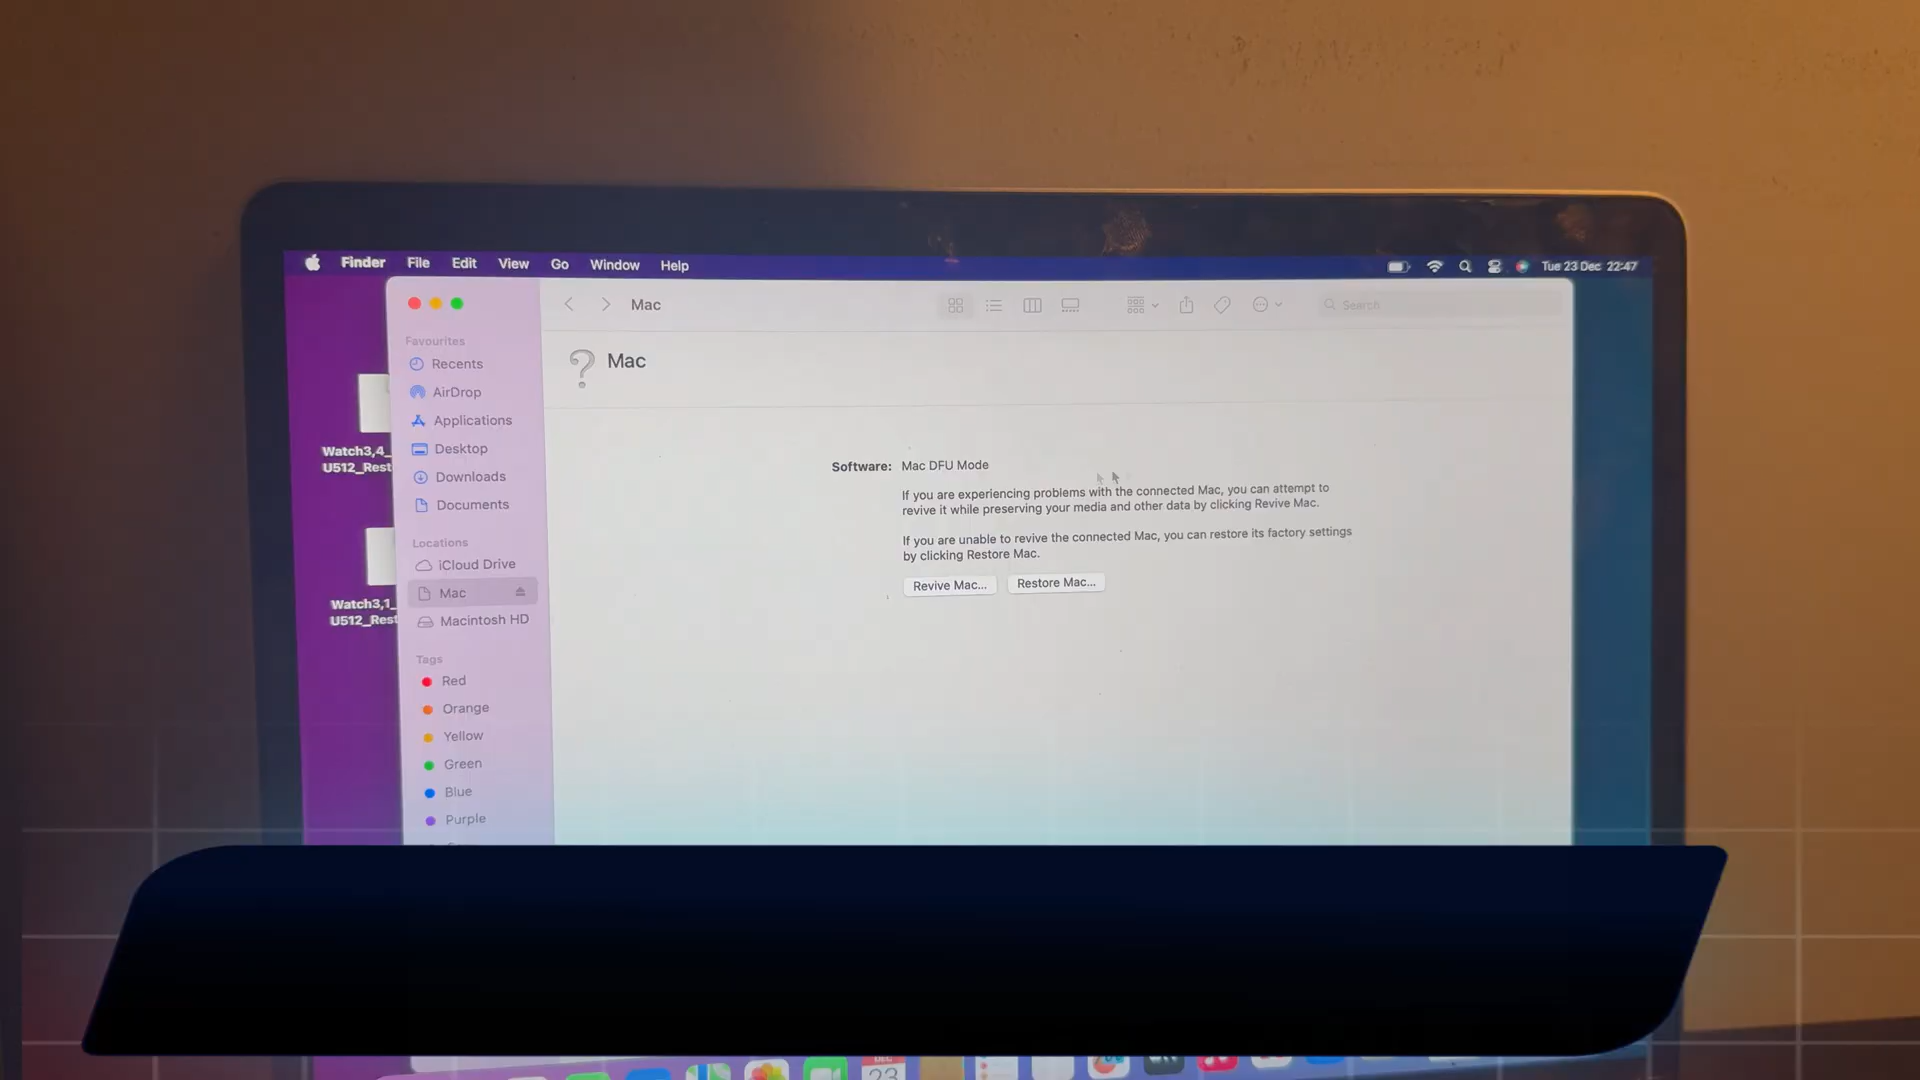 Finder File Edit View Go Window Help
Tue 23 Dec 22:47
Mac
Search
Favourites
Recents
AirDrop
Applications
Desktop
Downloads
Documents
Locations
iCloud Drive
Mac
Macintosh HD
Tags
Red
Orange
Yellow
Green
Blue
Purple
Watch3,4_
U512_Rest
Watch3,1_
U512_Rest
Mac
Software: Mac DFU Mode
If you are experiencing problems with the connected Mac, you can attempt to
revive it while preserving your media and other data by clicking Revive Mac.
If you are unable to revive the connected Mac, you can restore its factory settings
by clicking Restore Mac.
Revive Mac...
Restore Mac...
DEC
23